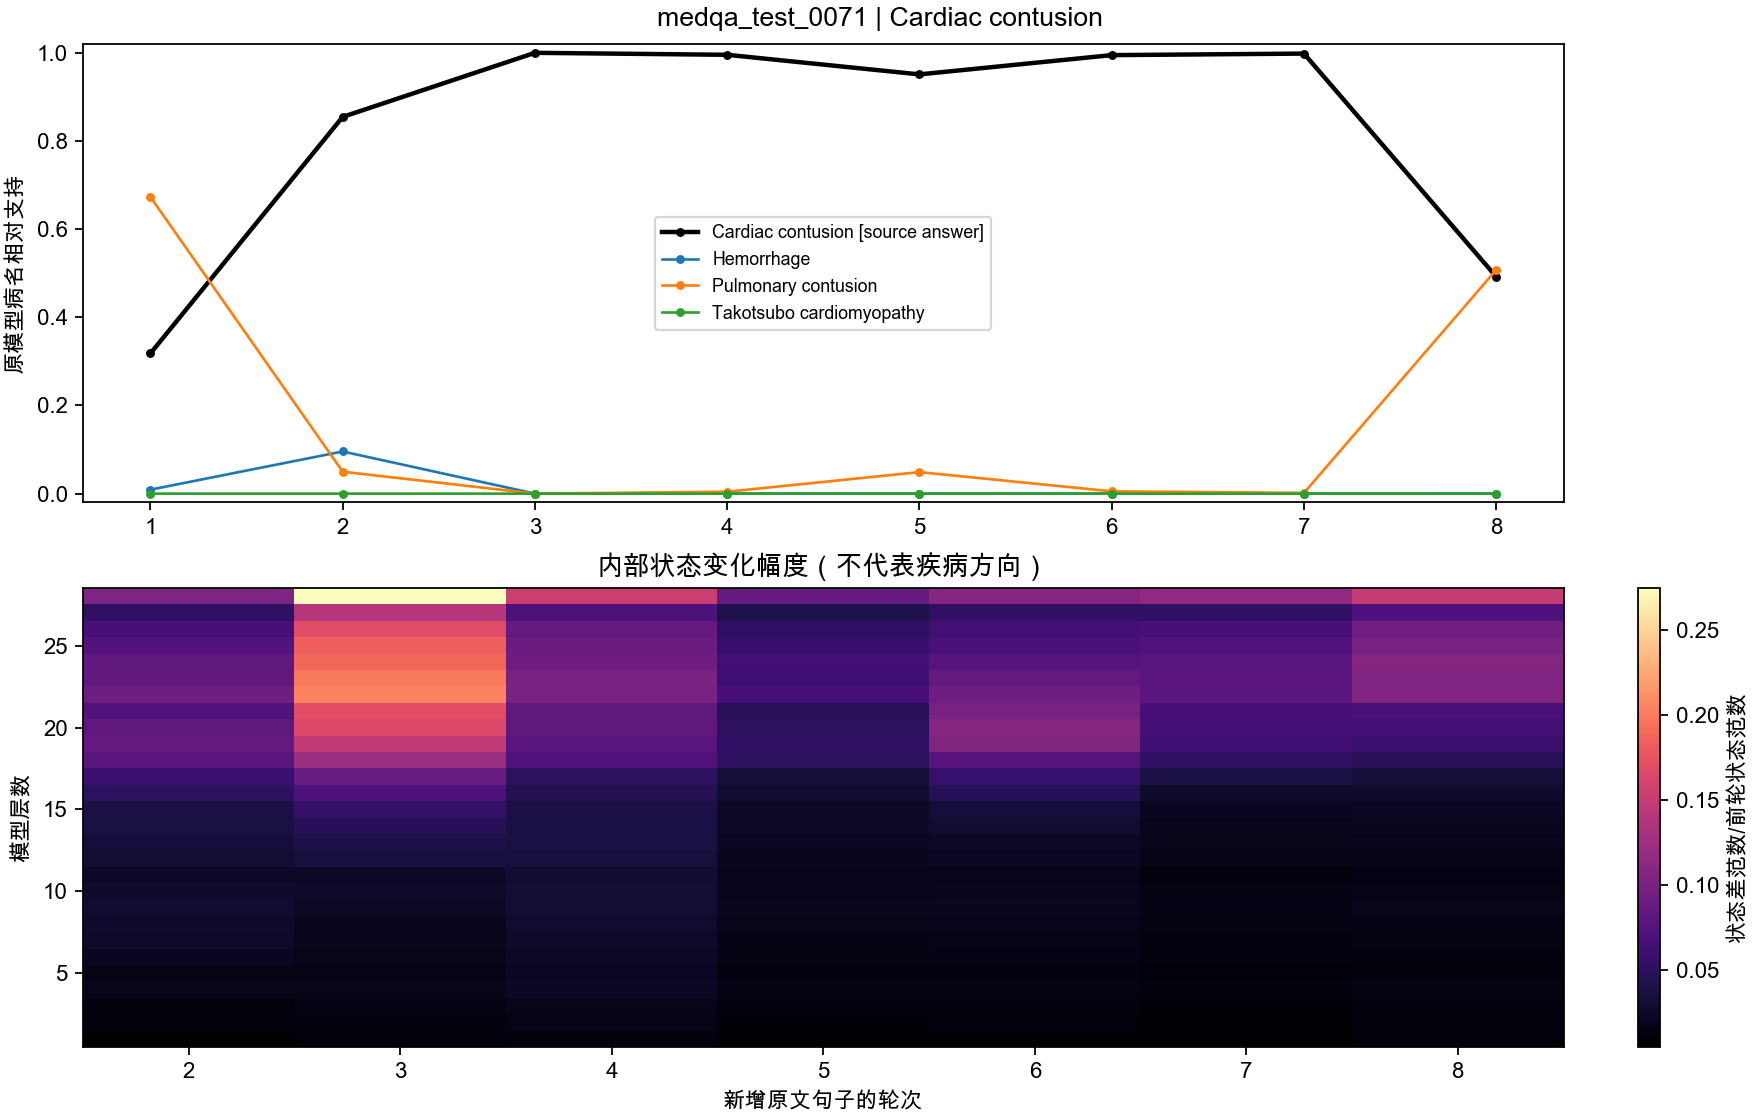 medqa_test_0071 | Cardiac contusion
原模型病名相对支持
1.0
0.8
0.6
0.4
0.2
0.0
Cardiac contusion [source answer]
Hemorrhage
Pulmonary contusion
Takotsubo cardiomyopathy
1 2 3 4 5 6 7 8
内部状态变化幅度（不代表疾病方向）
模型层数
25
20
15
10
5
2 3 4 5 6 7 8
新增原文句子的轮次
0.25
0.20
0.15
0.10
0.05
状态差范数/前轮状态范数